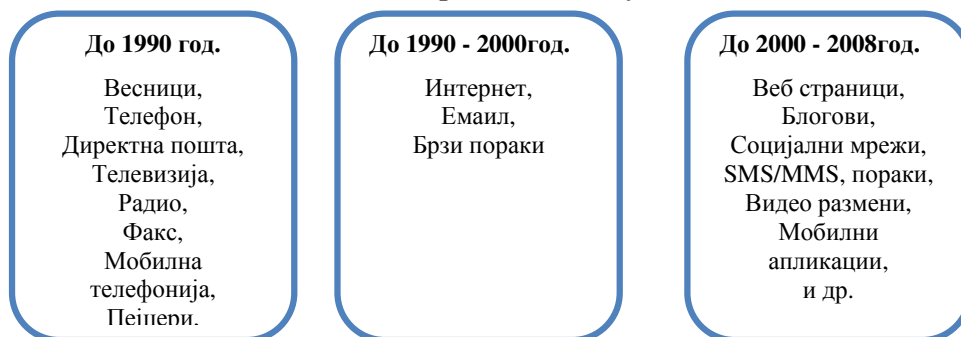 До 1990 год.
Весници,
Телефон,
Директна пошта,
Телевизија,
Радио,
Факс,
Мобилна
телефонија,
Пејџери,
До 1990 - 2000год.
Интернет,
Емаил,
Брзи пораки
До 2000 - 2008год.
Веб страници,
Блогови,
Социјални мрежи,
SMS/MMS, пораки,
Видео размени,
Мобилни
апликации,
и др.